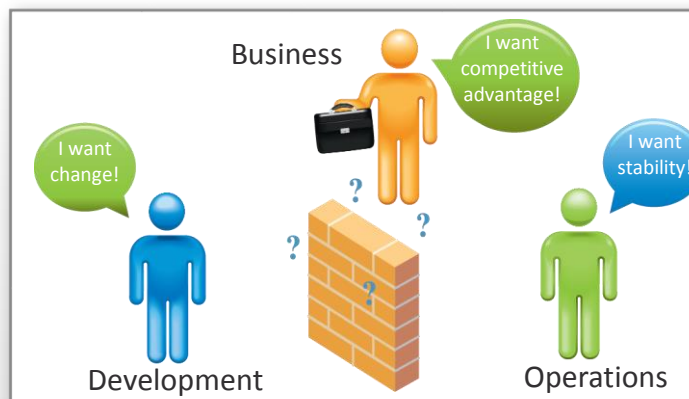 Business
I want
competitive
advantage!
I want
change!
I want
stability!
?
?
?
?
Development
Operations